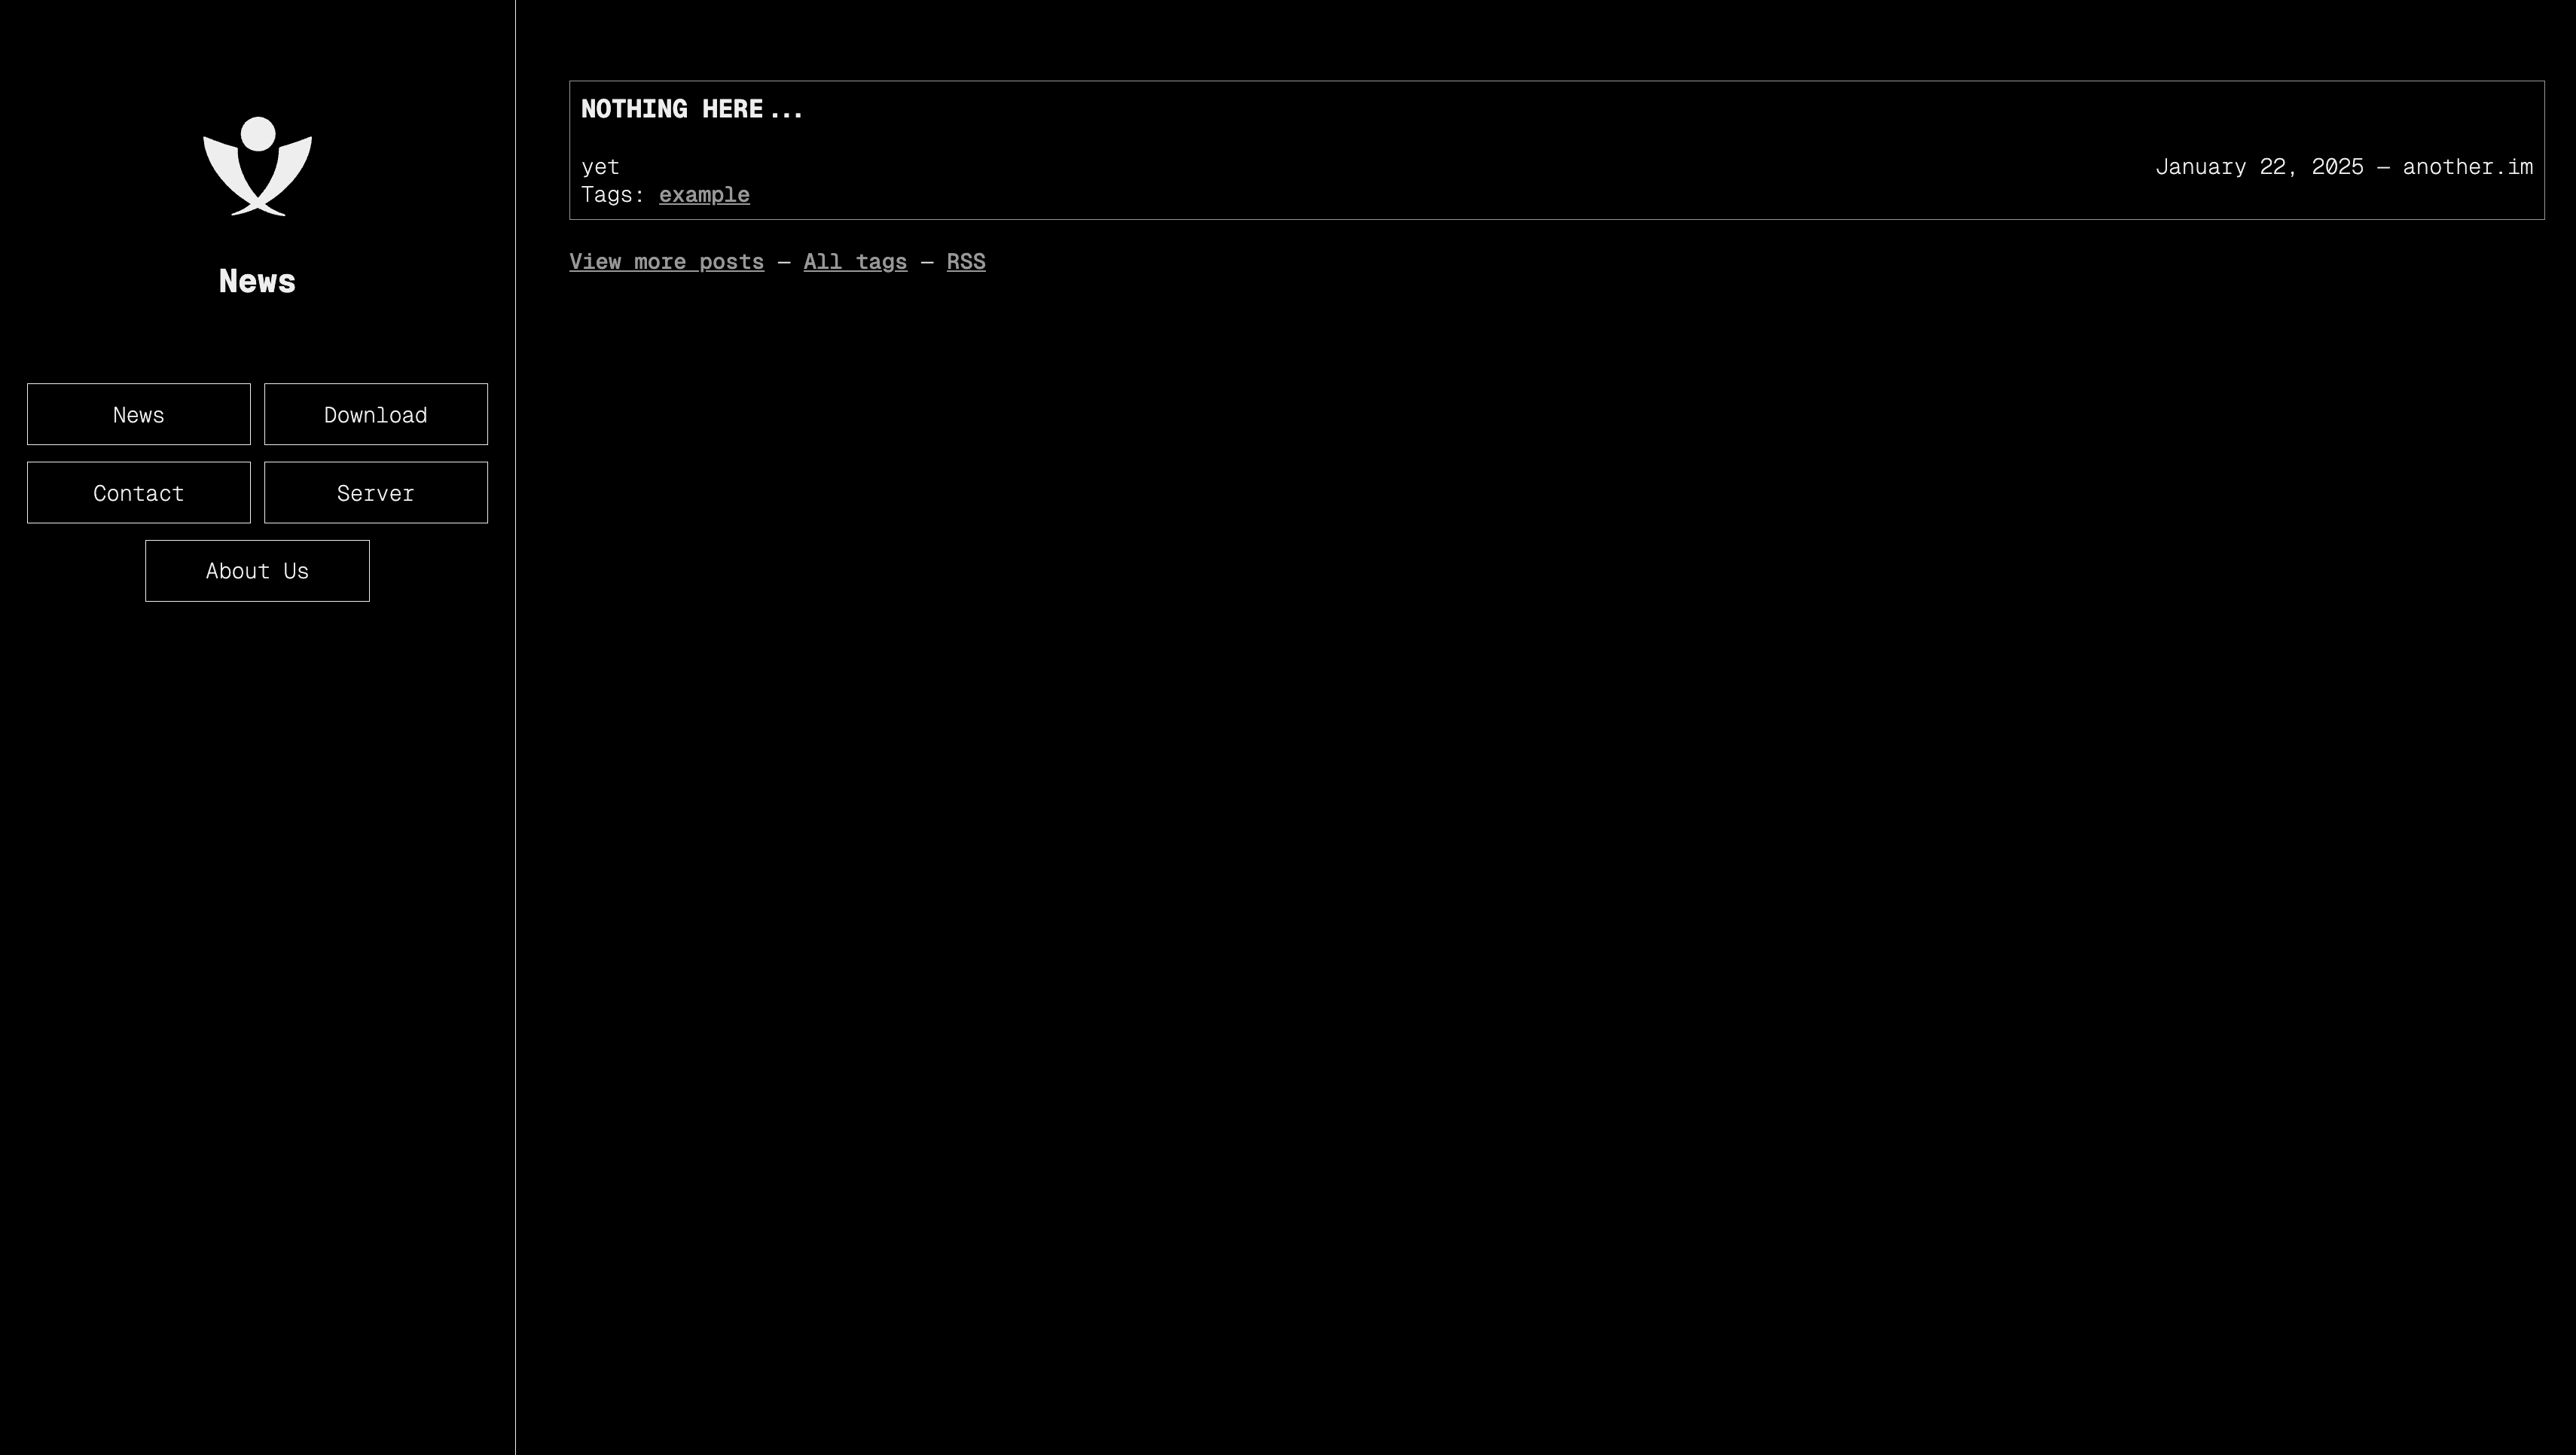 News
News
Download
Contact
Server
About Us
NOTHING HERE...
yet
January 22, 2025 — another.im
Tags: example
View more posts — All tags — RSS